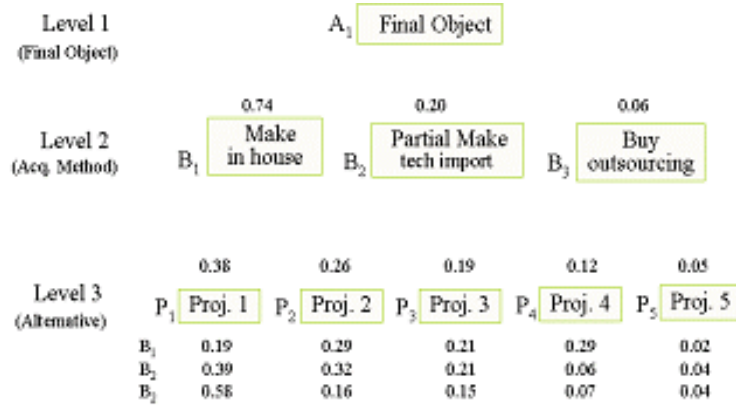 Level 1
(Final Object)
A1 Final Object
0.74 0.20 0.06
Level 2
(Acq. Method)
B1 Make in house
B2 Partial Make tech import
B3 Buy outsourcing
0.38 0.26 0.19 0.12 0.05
Level 3
(Alternative)
P1 Proj. 1 P2 Proj. 2 P3 Proj. 3 P4 Proj. 4 P5 Proj. 5
B1 0.19 0.29 0.21 0.29 0.02
B2 0.39 0.32 0.21 0.06 0.04
B2 0.58 0.16 0.15 0.07 0.04